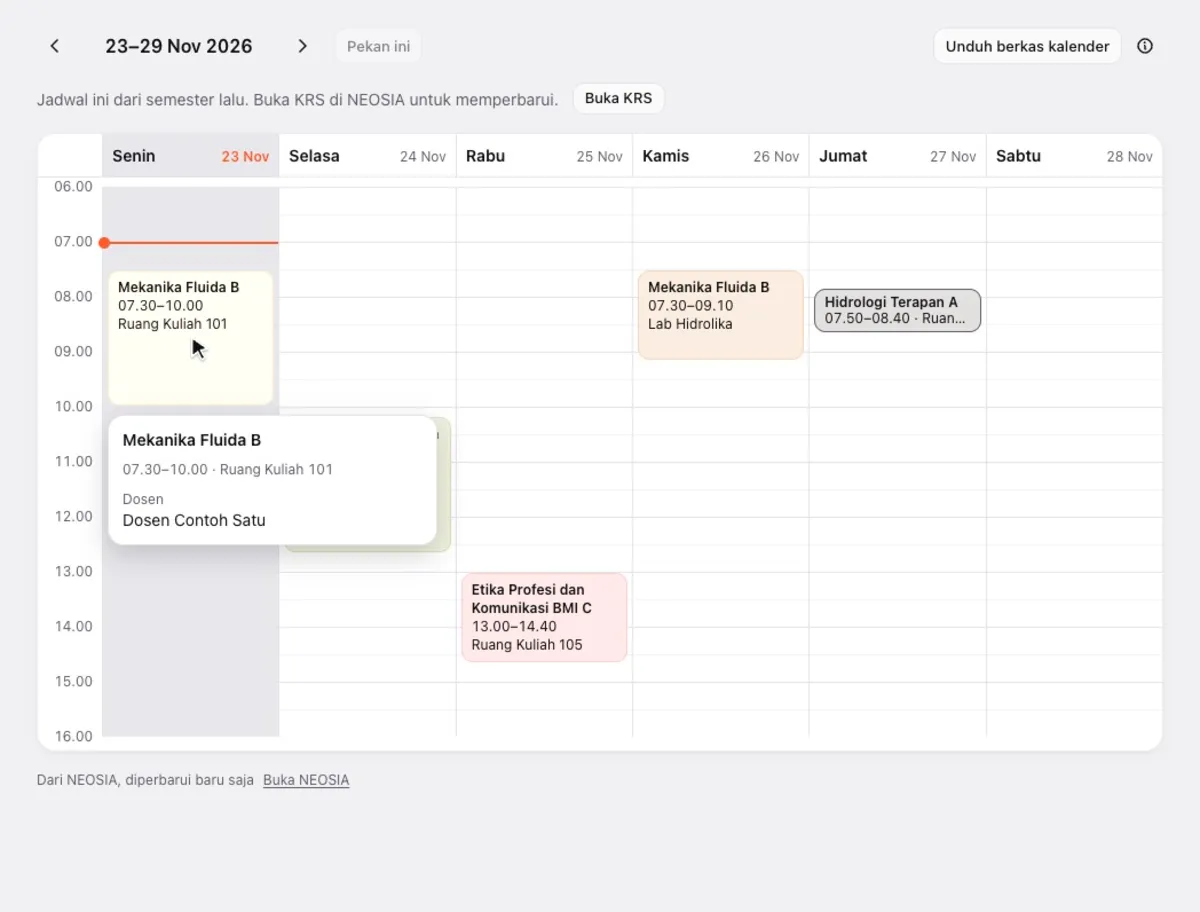 23–29 Nov 2026
Pekan ini
Unduh berkas kalender
Jadwal ini dari semester lalu. Buka KRS di NEOSIA untuk memperbarui.
Buka KRS
Senin 23 Nov
Selasa 24 Nov
Rabu 25 Nov
Kamis 26 Nov
Jumat 27 Nov
Sabtu 28 Nov
06.00
07.00
08.00
09.00
10.00
11.00
12.00
13.00
14.00
15.00
16.00
Mekanika Fluida B
07.30–10.00
Ruang Kuliah 101
Mekanika Fluida B
07.30–10.00 · Ruang Kuliah 101
Dosen
Dosen Contoh Satu
Etika Profesi dan
Komunikasi BMI C
13.00–14.40
Ruang Kuliah 105
Mekanika Fluida B
07.30–09.10
Lab Hidrolika
Hidrologi Terapan A
07.50–08.40 · Ruan...
Dari NEOSIA, diperbarui baru saja
Buka NEOSIA